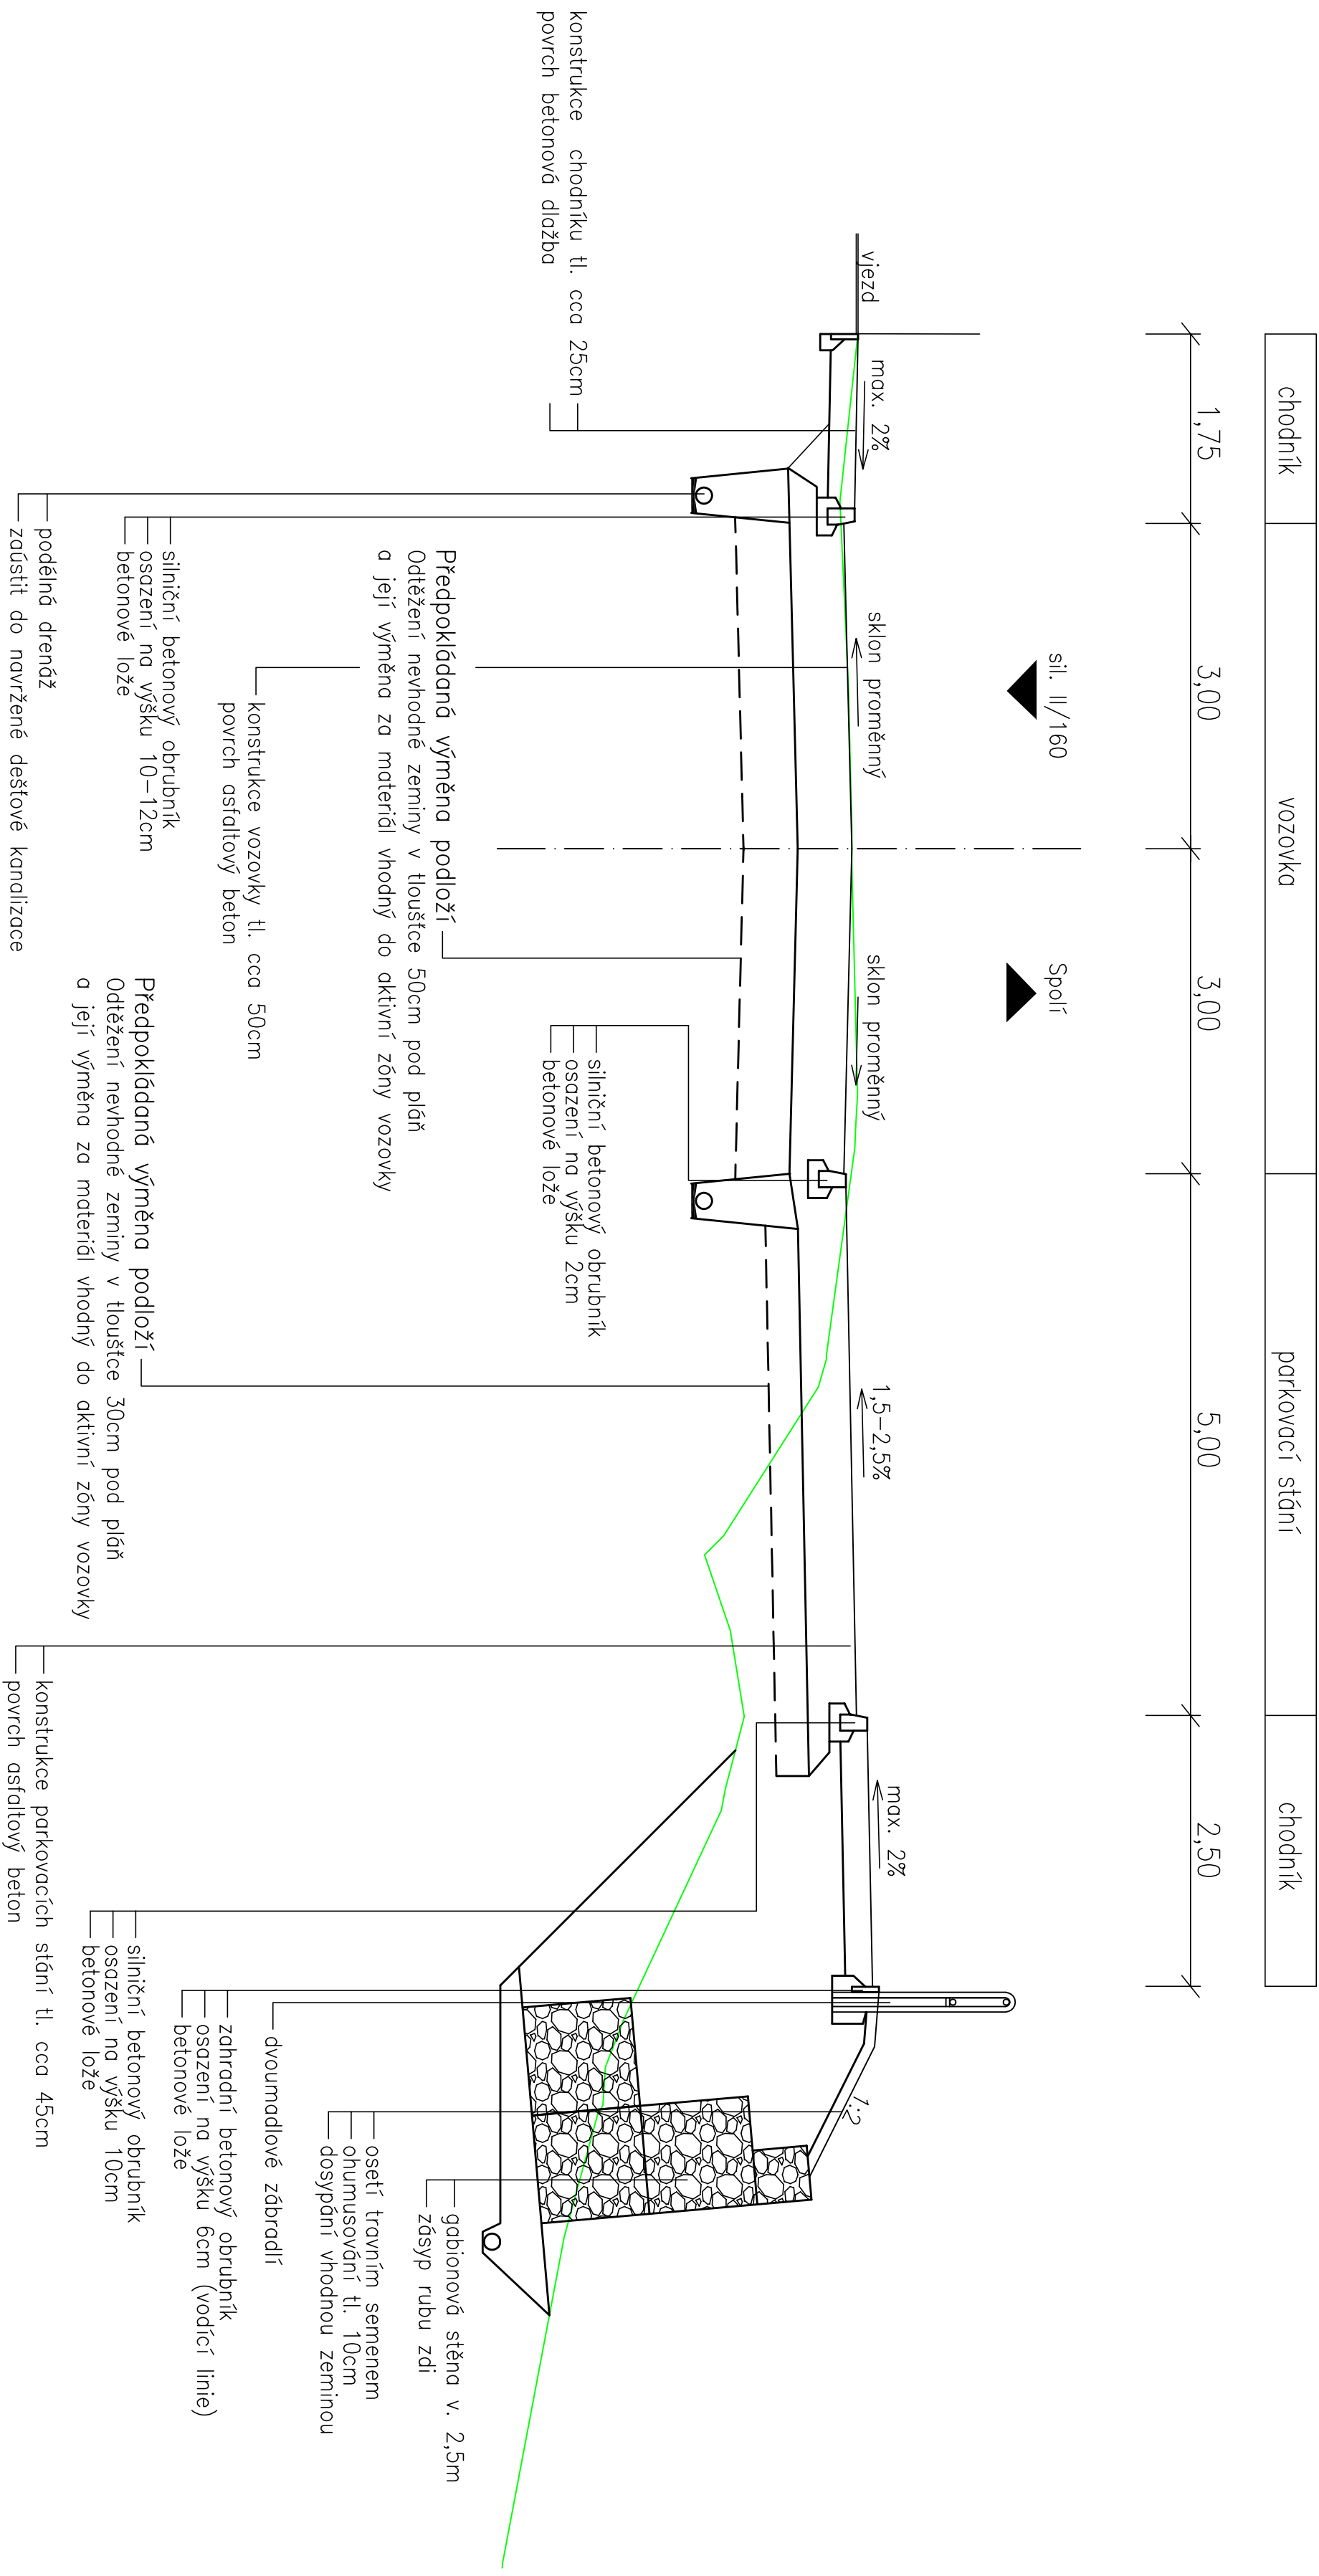 chodník
vozovka
parkovací stání
chodník
1,75
3,00
3,00
5,00
2,50
sil. II/160
Spolí
vjezd
max. 2%
sklon proměnný
sklon proměnný
1,5-2,5%
max. 2%
1:2
konstrukce chodníku tl. cca 25cm
povrch betonová dlažba
silniční betonový obrubník
osazení na výšku 2cm
betonové lože
Předpokládaná výměna podloží
Odtěžení nevhodné zeminy v tloušťce 50cm pod pláň
a její výměna za materiál vhodný do aktivní zóny vozovky
gabionová stěna v. 2,5m
zásyp rubu zdi
osetí travním semenem
ohumusování tl. 10cm
dosypání vhodnou zeminou
dvoumadlové zábradlí
konstrukce vozovky tl. cca 50cm
povrch asfaltový beton
zahradní betonový obrubník
osazení na výšku 6cm (vodící linie)
betonové lože
silniční betonový obrubník
osazení na výšku 10-12cm
betonové lože
Předpokládaná výměna podloží
Odtěžení nevhodné zeminy v tloušťce 30cm pod pláň
a její výměna za materiál vhodný do aktivní zóny vozovky
silniční betonový obrubník
osazení na výšku 10cm
betonové lože
podélná drenáž
zaústit do navržené dešťové kanalizace
konstrukce parkovacích stání tl. cca 45cm
povrch asfaltový beton